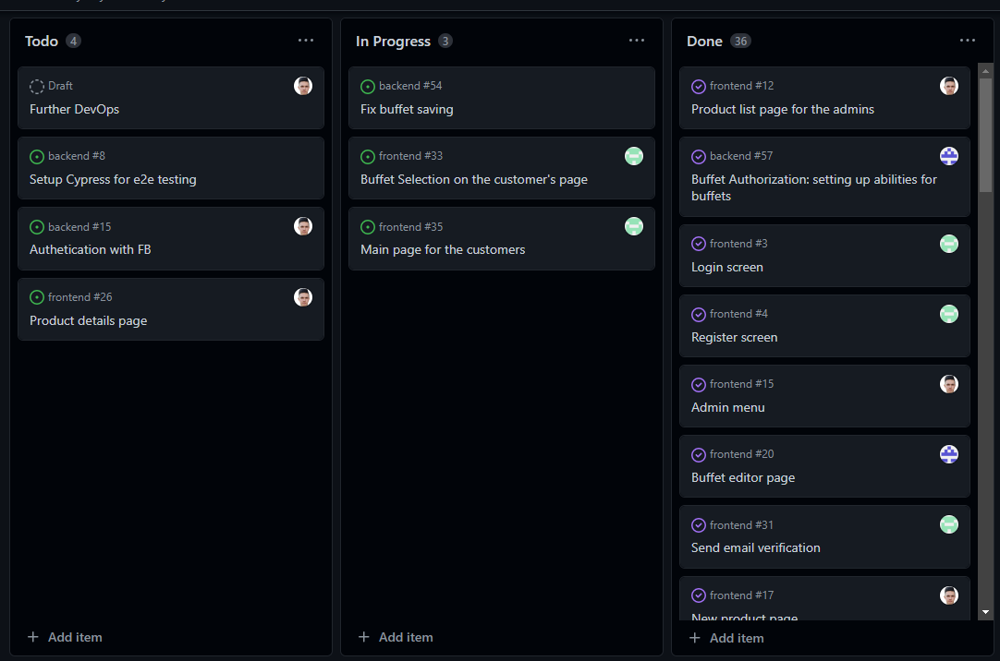 Todo 4
Draft
Further DevOps
backend #8
Setup Cypress for e2e testing
backend #15
Authetication with FB
frontend #26
Product details page
Add item
In Progress 3
backend #54
Fix buffet saving
frontend #33
Buffet Selection on the customer's page
frontend #35
Main page for the customers
Add item
Done 36
frontend #12
Product list page for the admins
backend #57
Buffet Authorization: setting up abilities for
buffets
frontend #3
Login screen
frontend #4
Register screen
frontend #15
Admin menu
frontend #20
Buffet editor page
frontend #31
Send email verification
frontend #17
New product page
Add item